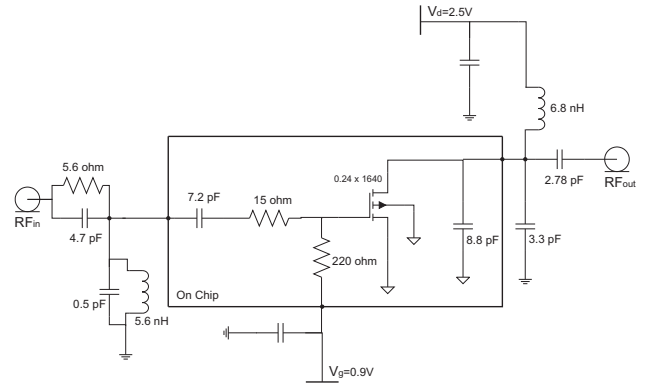 Vd=2.5V
6.8 nH
5.6 ohm
0.24 x 1640
RFin
4.7 pF
7.2 pF
15 ohm
2.78 pF
RFout
8.8 pF
3.3 pF
220 ohm
On Chip
0.5 pF
5.6 nH
Vg=0.9V